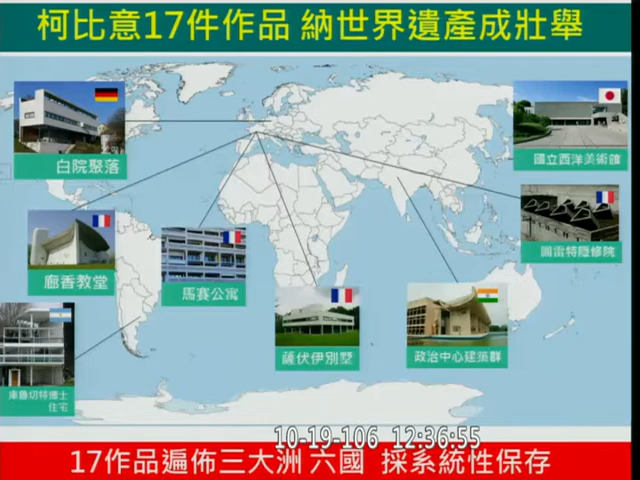 柯比意17件作品 納世界遺產成壯舉
白院聚落
國立西洋美術館
廊香教堂
馬賽公寓
圖雷特隱修院
薩伏伊別墅
政治中心建築群
庫魯切特博士
住宅
10-19-106 12:36:55
17作品遍佈三大洲 六國 採系統性保存